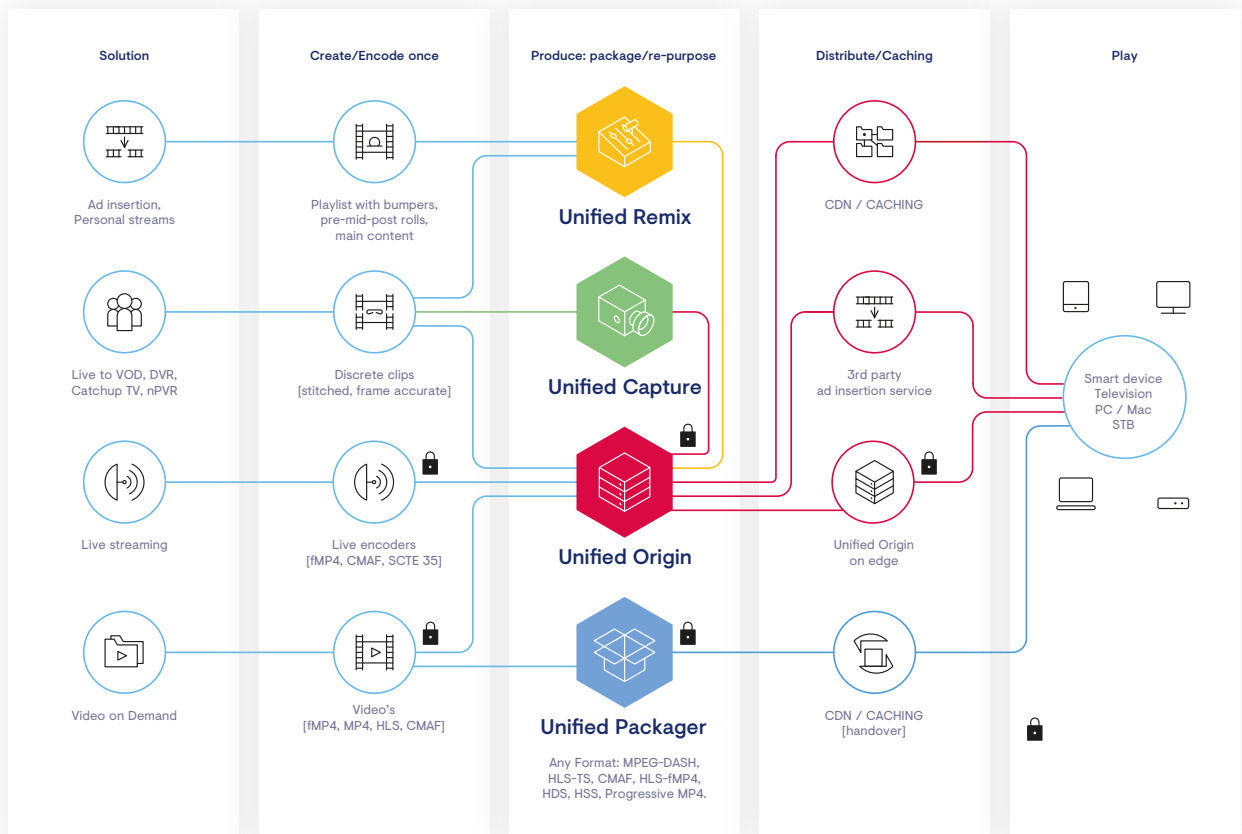 Solution
Create/Encode once
Produce: package/re-purpose
Distribute/Caching
Play
Ad insertion,
Personal streams
Playlist with bumpers,
pre-mid-post rolls,
main content
Unified Remix
CDN / CACHING
Live to VOD, DVR,
Catchup TV, nPVR
Discrete clips
[stitched, frame accurate]
Unified Capture
3rd party
ad insertion service
Smart device
Television
PC / Mac
STB
Live streaming
Live encoders
[fMP4, CMAF, SCTE 35]
Unified Origin
Unified Origin
on edge
Video on Demand
Video's
[fMP4, MP4, HLS, CMAF]
Unified Packager
Any Format: MPEG-DASH,
HLS-TS, CMAF, HLS-fMP4,
HDS, HSS, Progressive MP4.
CDN / CACHING
[handover]